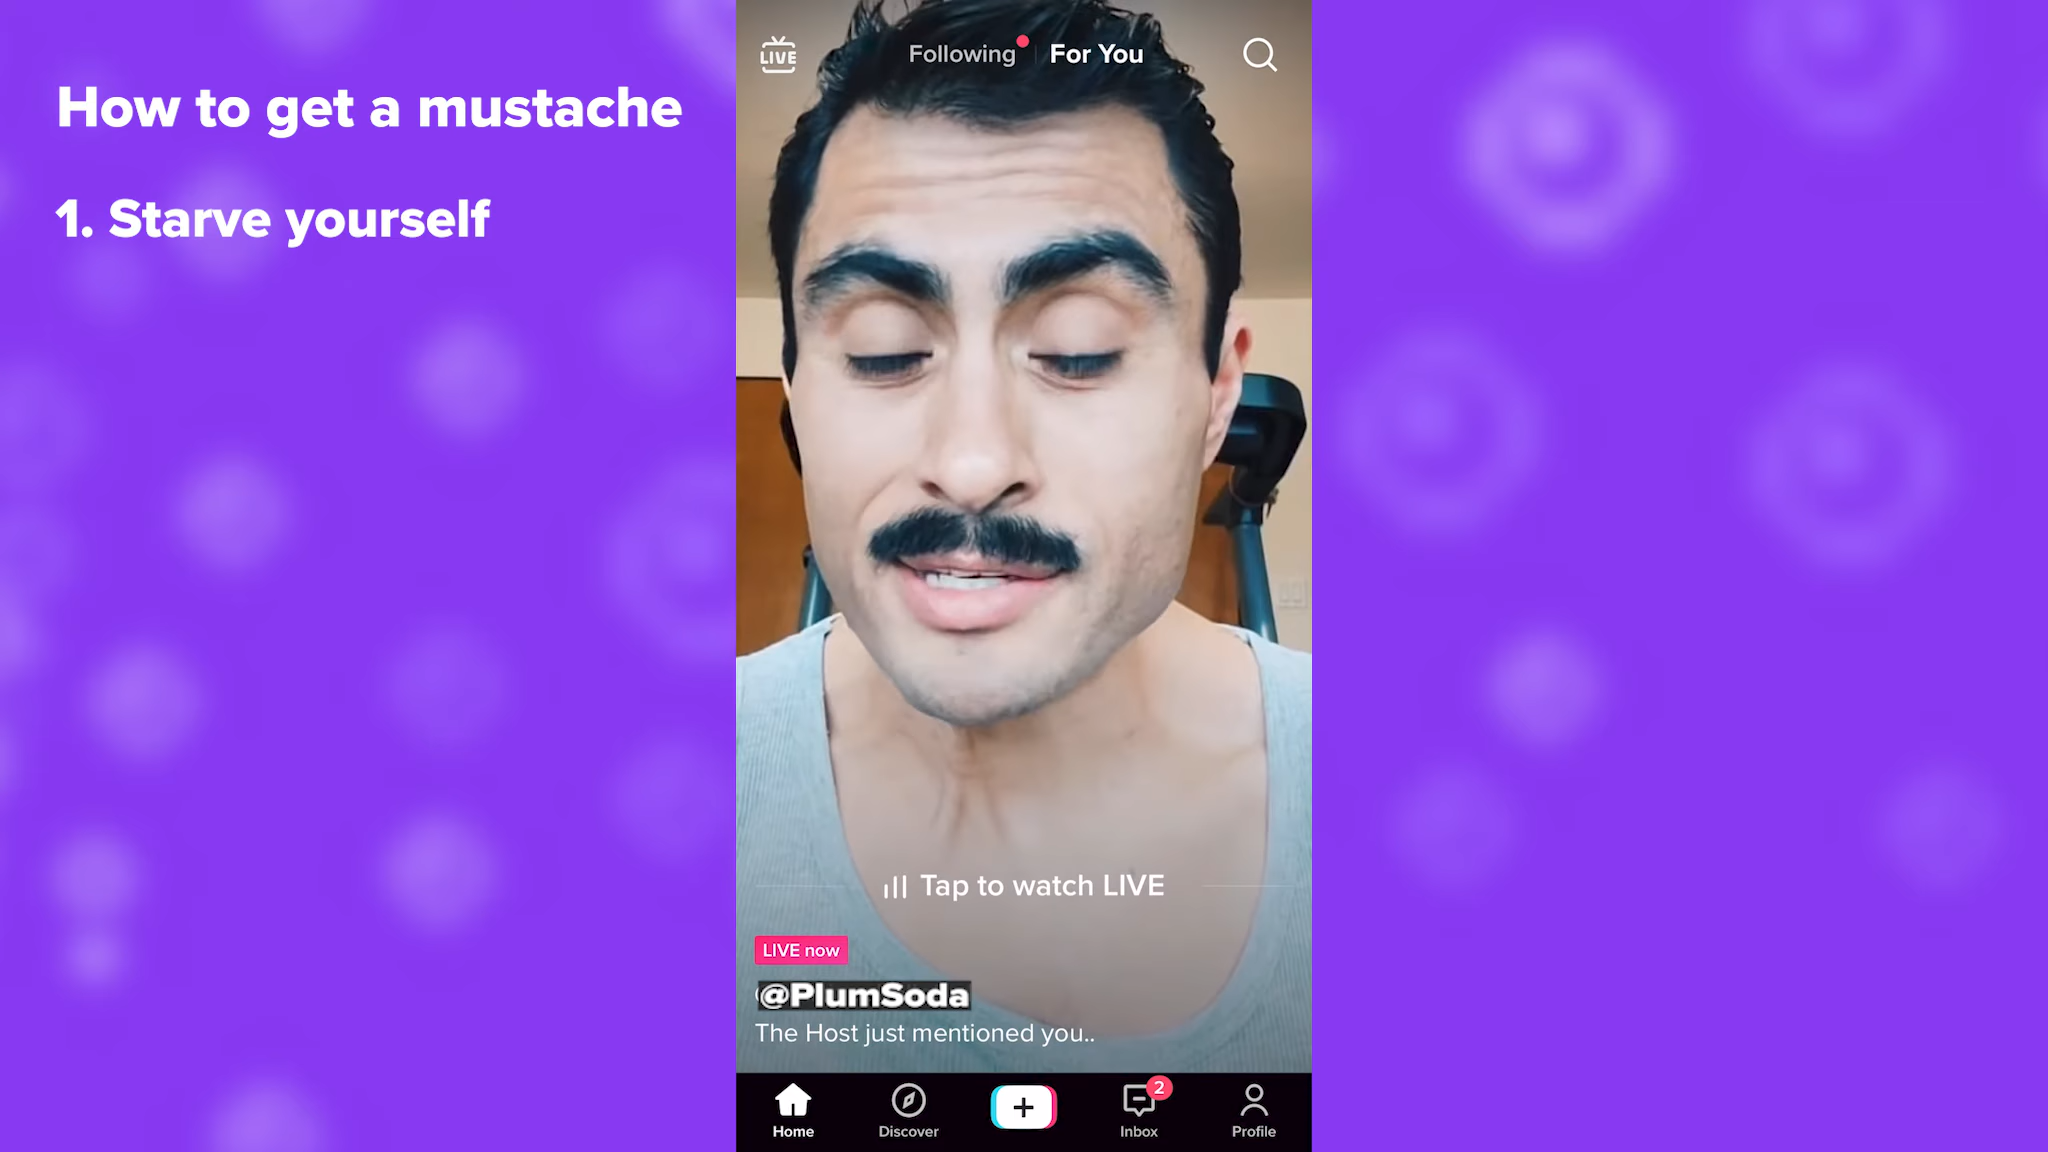 How to get a mustache
1. Starve yourself
LIVE
Following
For You
Tap to watch LIVE
LIVE now
@PlumSoda
The Host just mentioned you..
2
Home
Discover
Inbox
Profile